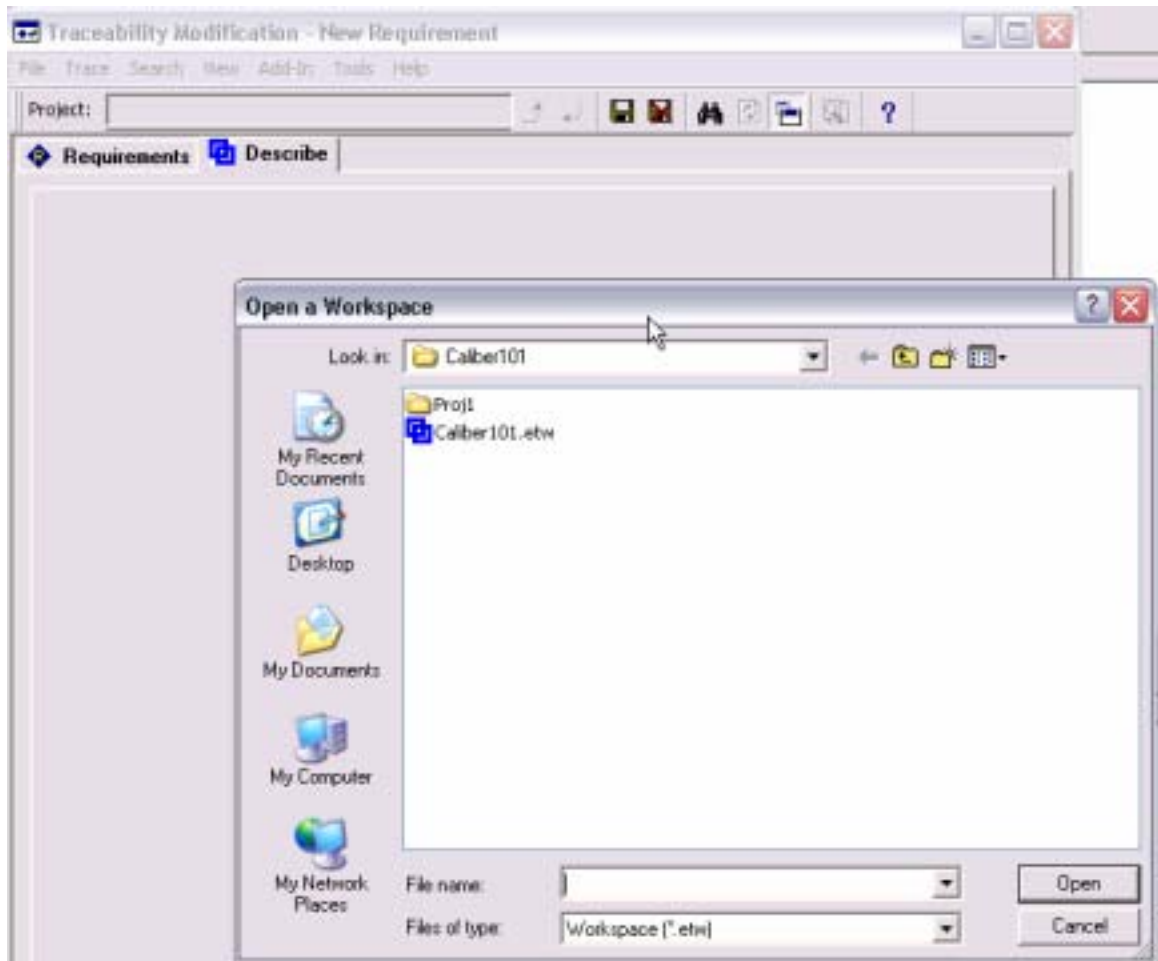 Traceability Modification - New Requirement
File Trace Search View Add-In Tools Help
Project:
Requirements Describe
Open a Workspace
Look in: Caliber101
Proj1
Caliber101.etw
My Recent
Documents
Desktop
My Documents
My Computer
My Network
Places
File name:
Open
Files of type: Workspace (*.etw)
Cancel